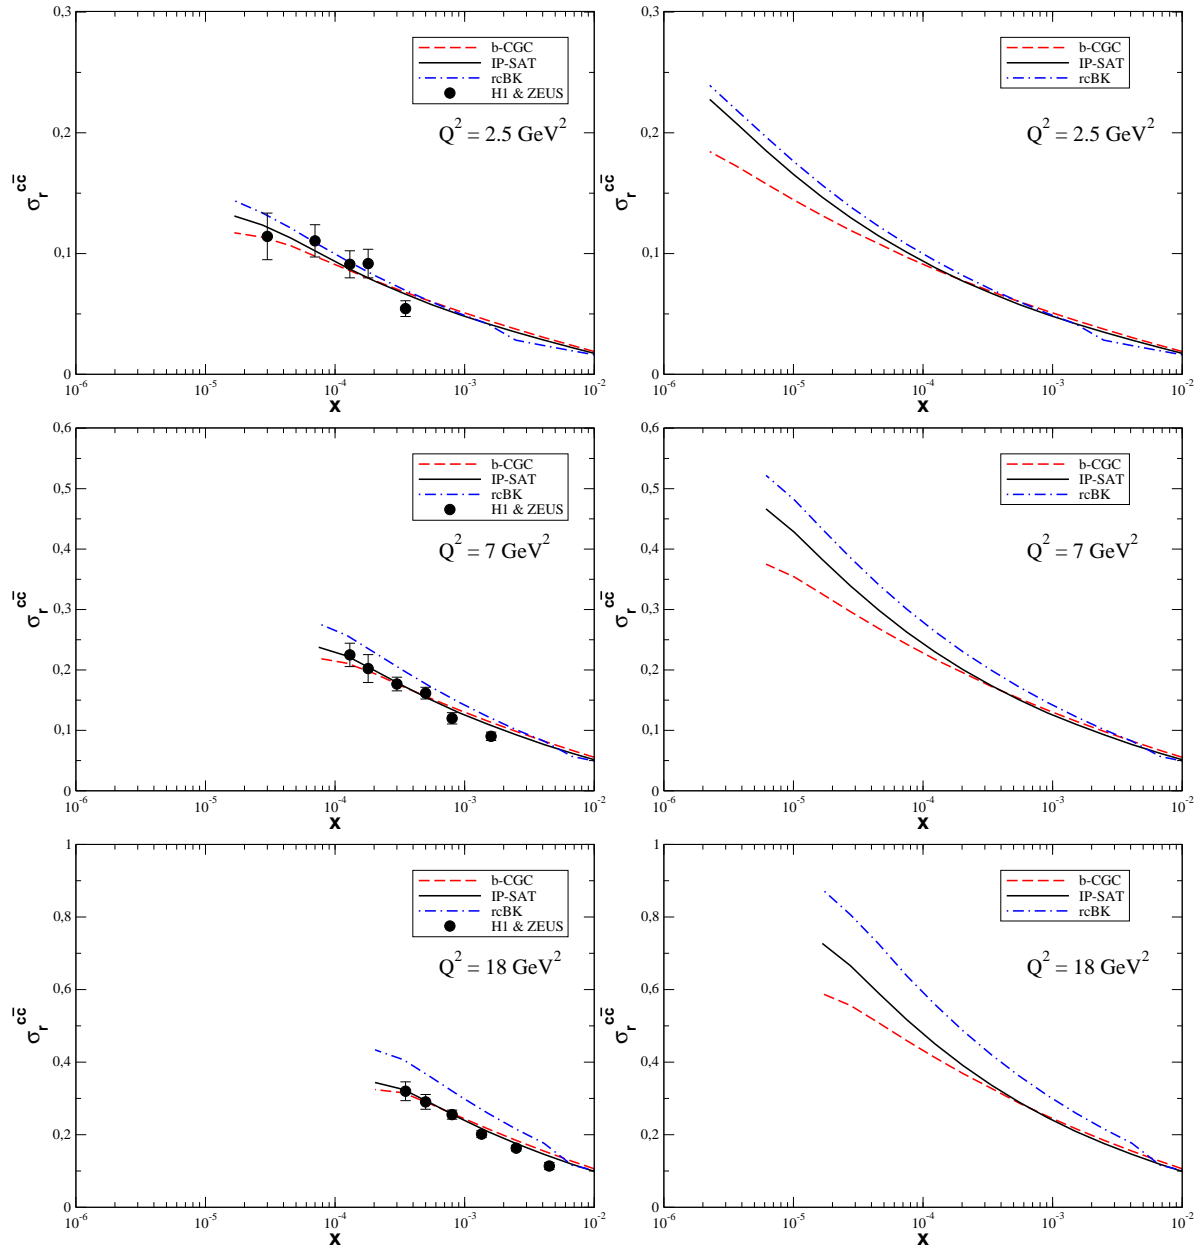 0,3
0,2
0,1
0
σ_r^{cc̄}
b-CGC
IP-SAT
rcBK
H1 & ZEUS
Q^2 = 2.5 GeV^2
10^-6 10^-5 10^-4 10^-3 10^-2
x
0,3
0,2
0,1
0
σ_r^{cc̄}
b-CGC
IP-SAT
rcBK
Q^2 = 2.5 GeV^2
10^-6 10^-5 10^-4 10^-3 10^-2
x
0,6
0,5
0,4
0,3
0,2
0,1
0
σ_r^{cc̄}
b-CGC
IP-SAT
rcBK
H1 & ZEUS
Q^2 = 7 GeV^2
10^-6 10^-5 10^-4 10^-3 10^-2
x
0,6
0,5
0,4
0,3
0,2
0,1
0
σ_r^{cc̄}
b-CGC
IP-SAT
rcBK
Q^2 = 7 GeV^2
10^-6 10^-5 10^-4 10^-3 10^-2
x
1
0,8
0,6
0,4
0,2
0
σ_r^{cc̄}
b-CGC
IP-SAT
rcBK
H1 & ZEUS
Q^2 = 18 GeV^2
10^-6 10^-5 10^-4 10^-3 10^-2
x
1
0,8
0,6
0,4
0,2
0
σ_r^{cc̄}
b-CGC
IP-SAT
rcBK
Q^2 = 18 GeV^2
10^-6 10^-5 10^-4 10^-3 10^-2
x